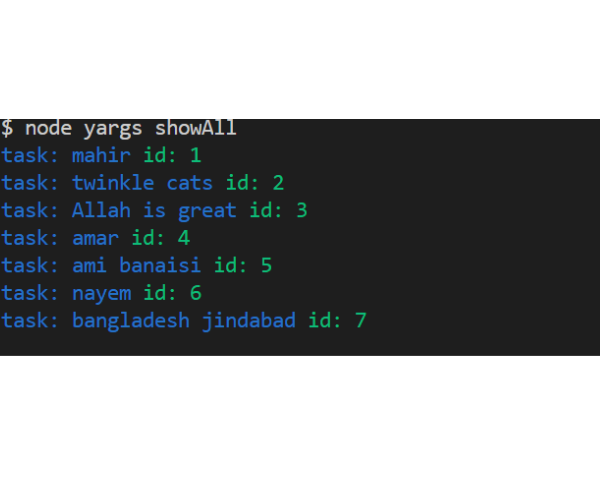 $ node yargs showAll
task: mahir id: 1
task: twinkle cats id: 2
task: Allah is great id: 3
task: amar id: 4
task: ami banaisi id: 5
task: nayem id: 6
task: bangladesh jindabad id: 7